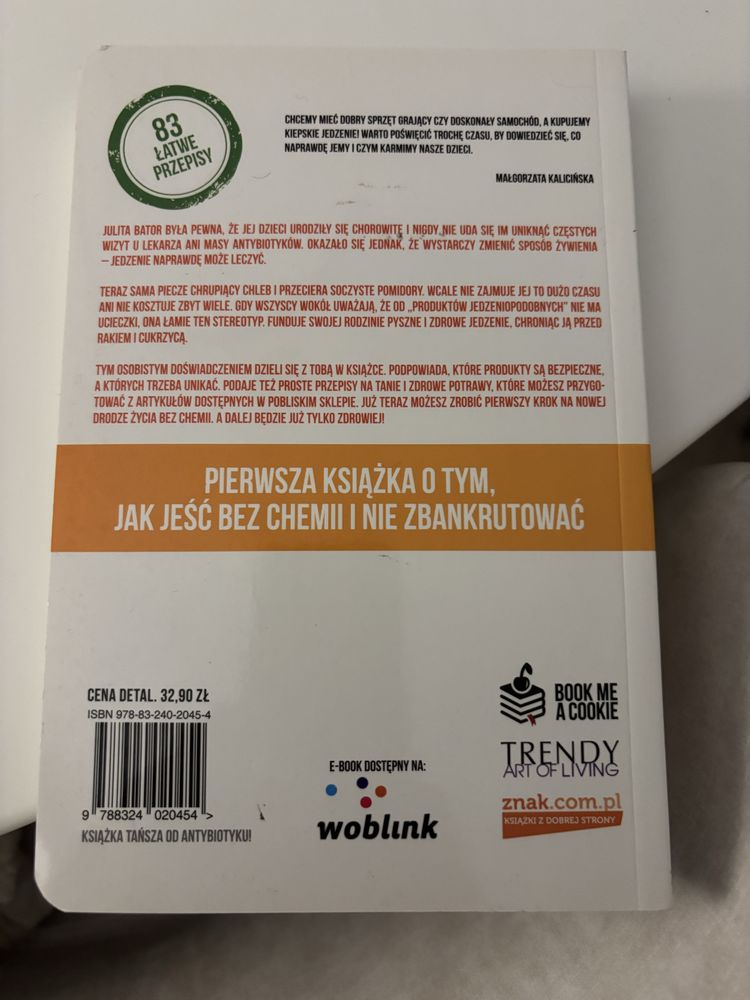 83
ŁATWE
PRZEPISY
CHCEMY MIEĆ DOBRY SPRZĘT GRAJĄCY CZY DOSKONAŁY SAMOCHÓD, A KUPUJEMY
KIEPSKIE JEDZENIE! WARTO POŚWIĘCIĆ TROCHĘ CZASU, BY DOWIEDZIEĆ SIĘ, CO
NAPRAWDĘ JEMY I CZYM KARMIMY NASZE DZIECI.
MAŁGORZATA KALICIŃSKA
JULITA BATOR BYŁA PEWNA, ŻE JEJ DZIECI URODZIŁY SIĘ CHOROWITE I NIGDY NIE UDA SIĘ IM UNIKNĄĆ CZĘSTYCH
WIZYT U LEKARZA ANI MASY ANTYBIOTYKÓW. OKAZAŁO SIĘ JEDNAK, ŻE WYSTARCZY ZMIENIĆ SPOSÓB ŻYWIENIA
– JEDZENIE NAPRAWDĘ MOŻE LECZYĆ.
TERAZ SAMA PIECZE CHRUPIĄCY CHLEB I PRZECIERA SOCZYSTE POMIDORY. WCALE NIE ZAJMUJE JEJ TO DUŻO CZASU
ANI NIE KOSZTUJE ZBYT WIELE. GDY WSZYSCY WOKÓŁ UWAŻAJĄ, ŻE OD „PRODUKTÓW JEDZENIOPODOBNYCH” NIE MA
UCIECZKI, ONA ŁAMIE TEN STEREOTYP. FUNDUJE SWOJEJ RODZINIE PYSZNE I ZDROWE JEDZENIE, CHRONIĄC JĄ PRZED
RAKIEM I CUKRZYCĄ.
TYM OSOBISTYM DOŚWIADCZENIEM DZIELI SIĘ Z TOBĄ W KSIĄŻCE. PODPOWIADA, KTÓRE PRODUKTY SĄ BEZPIECZNE,
A KTÓRYCH TRZEBA UNIKAĆ. PODAJE TEŻ PROSTE PRZEPISY NA TANIE I ZDROWE POTRAWY, KTÓRE MOŻESZ PRZYGO-
TOWAĆ Z ARTYKUŁÓW DOSTĘPNYCH W POBLISKIM SKLEPIE. JUŻ TERAZ MOŻESZ ZROBIĆ PIERWSZY KROK NA NOWEJ
DRODZE ŻYCIA BEZ CHEMII. A DALEJ BĘDZIE JUŻ TYLKO ZDROWIEJ!
PIERWSZA KSIĄŻKA O TYM,
JAK JEŚĆ BEZ CHEMII I NIE ZBANKRUTOWAĆ
CENA DETAL. 32,90 ZŁ
ISBN 978-83-240-2045-4
9 788324 020454 >
KSIĄŻKA TAŃSZA OD ANTYBIOTYKU!
E-BOOK DOSTĘPNY NA:
woblink
BOOK ME
A COOKIE
TRENDY
ART OF LIVING
znak.com.pl
KSIĄŻKI Z DOBREJ STRONY